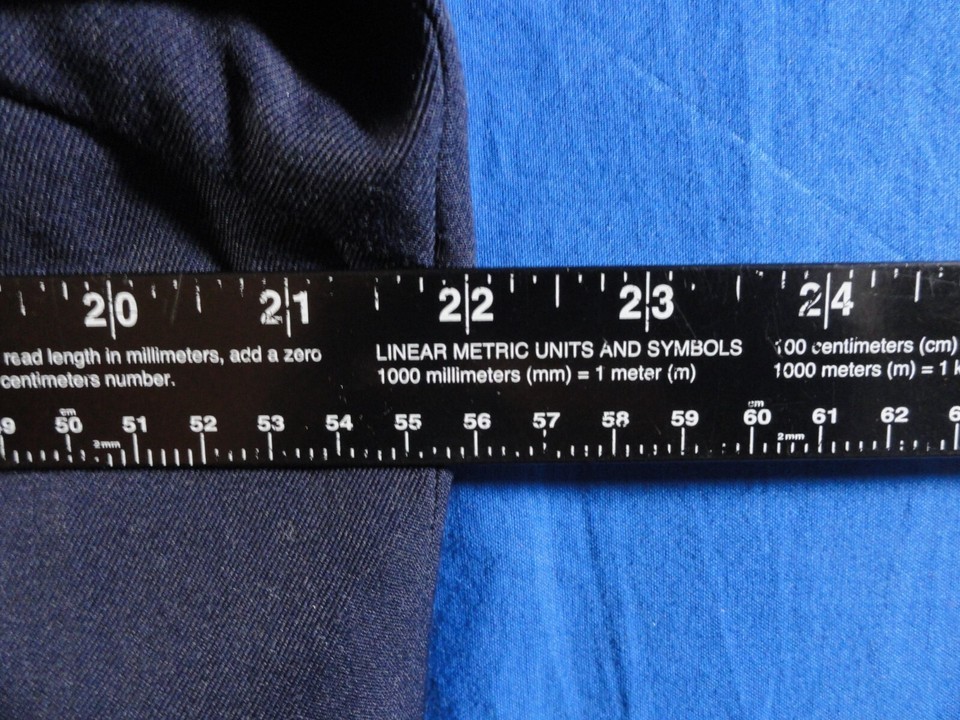 20 21 22 23 24
read length in millimeters, add a zero
centimeters number.
LINEAR METRIC UNITS AND SYMBOLS
1000 millimeters (mm) = 1 meter (m)
100 centimeters (cm)
1000 meters (m) = 1 k
cm cm
9 50 51 52 53 54 55 56 57 58 59 60 61 62 6
2mm 2mm